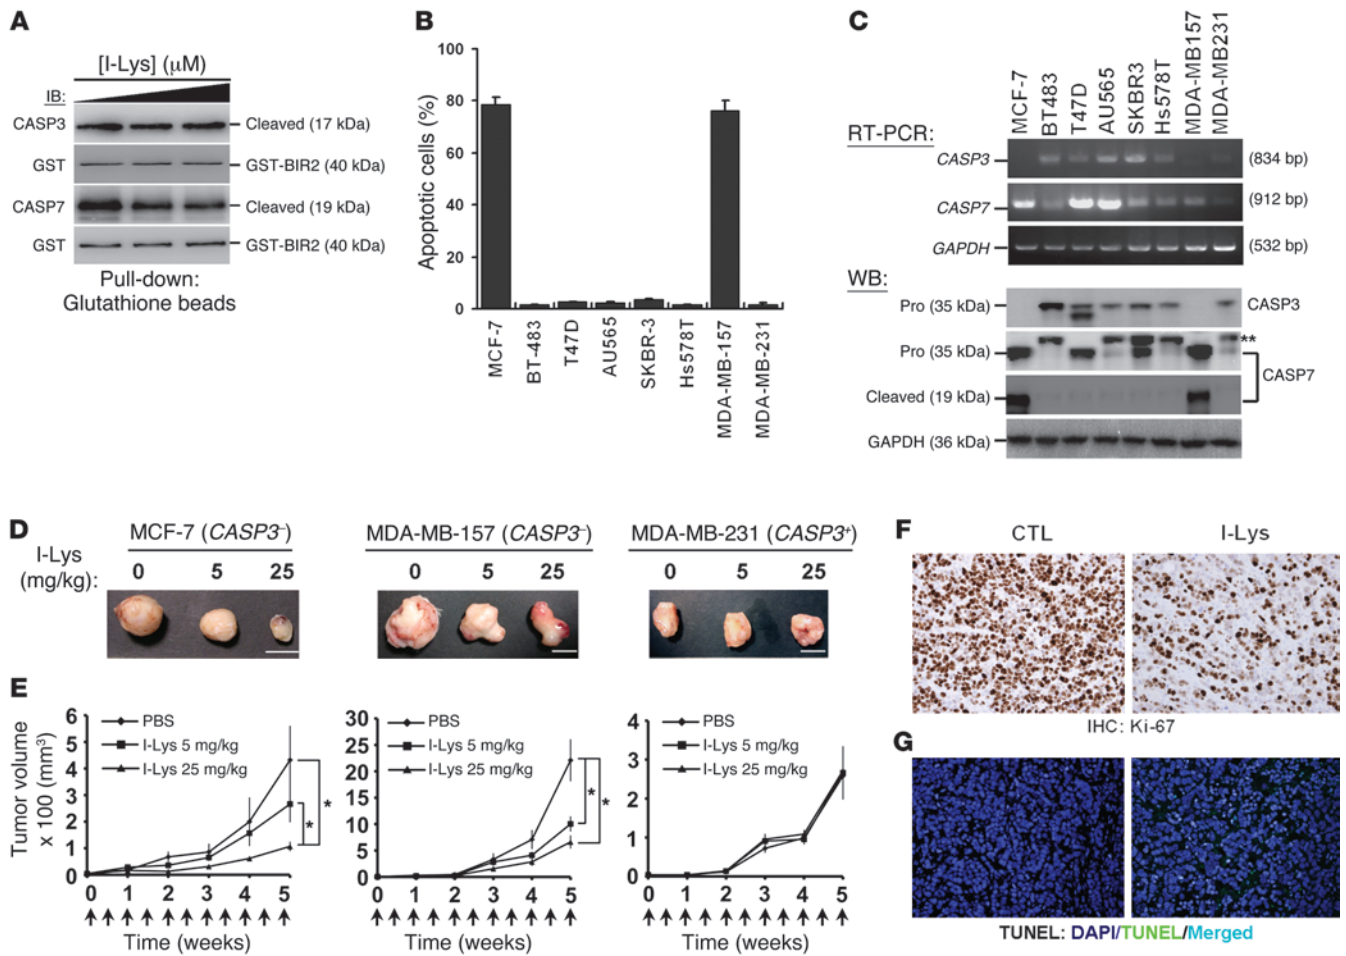 A
[I-Lys] (μM)
IB:
CASP3
Cleaved (17 kDa)
GST
GST-BIR2 (40 kDa)
CASP7
Cleaved (19 kDa)
GST
GST-BIR2 (40 kDa)
Pull-down:
Glutathione beads
B
Apoptotic cells (%)
100
80
60
40
20
0
MCF-7
BT-483
T47D
AU565
SKBR-3
Hs578T
MDA-MB-157
MDA-MB-231
C
MCF-7
BT483
T47D
AU565
SKBR3
Hs578T
MDA-MB157
MDA-MB231
RT-PCR:
CASP3
(834 bp)
CASP7
(912 bp)
GAPDH
(532 bp)
WB:
Pro (35 kDa)
CASP3
**
Pro (35 kDa)
CASP7
Cleaved (19 kDa)
GAPDH (36 kDa)
D
I-Lys
(mg/kg):
MCF-7 (CASP3–)
0 5 25
MDA-MB-157 (CASP3–)
0 5 25
MDA-MB-231 (CASP3+)
0 5 25
E
Tumor volume
x 100 (mm³)
6
5
4
3
2
1
0
PBS
I-Lys 5 mg/kg
I-Lys 25 mg/kg
*
*
0 1 2 3 4 5
Time (weeks)
30
25
20
15
10
5
0
PBS
I-Lys 5 mg/kg
I-Lys 25 mg/kg
* *
0 1 2 3 4 5
Time (weeks)
4
3
2
1
0
PBS
I-Lys 5 mg/kg
I-Lys 25 mg/kg
0 1 2 3 4 5
Time (weeks)
F
CTL
I-Lys
IHC: Ki-67
G
TUNEL: DAPI/TUNEL/Merged